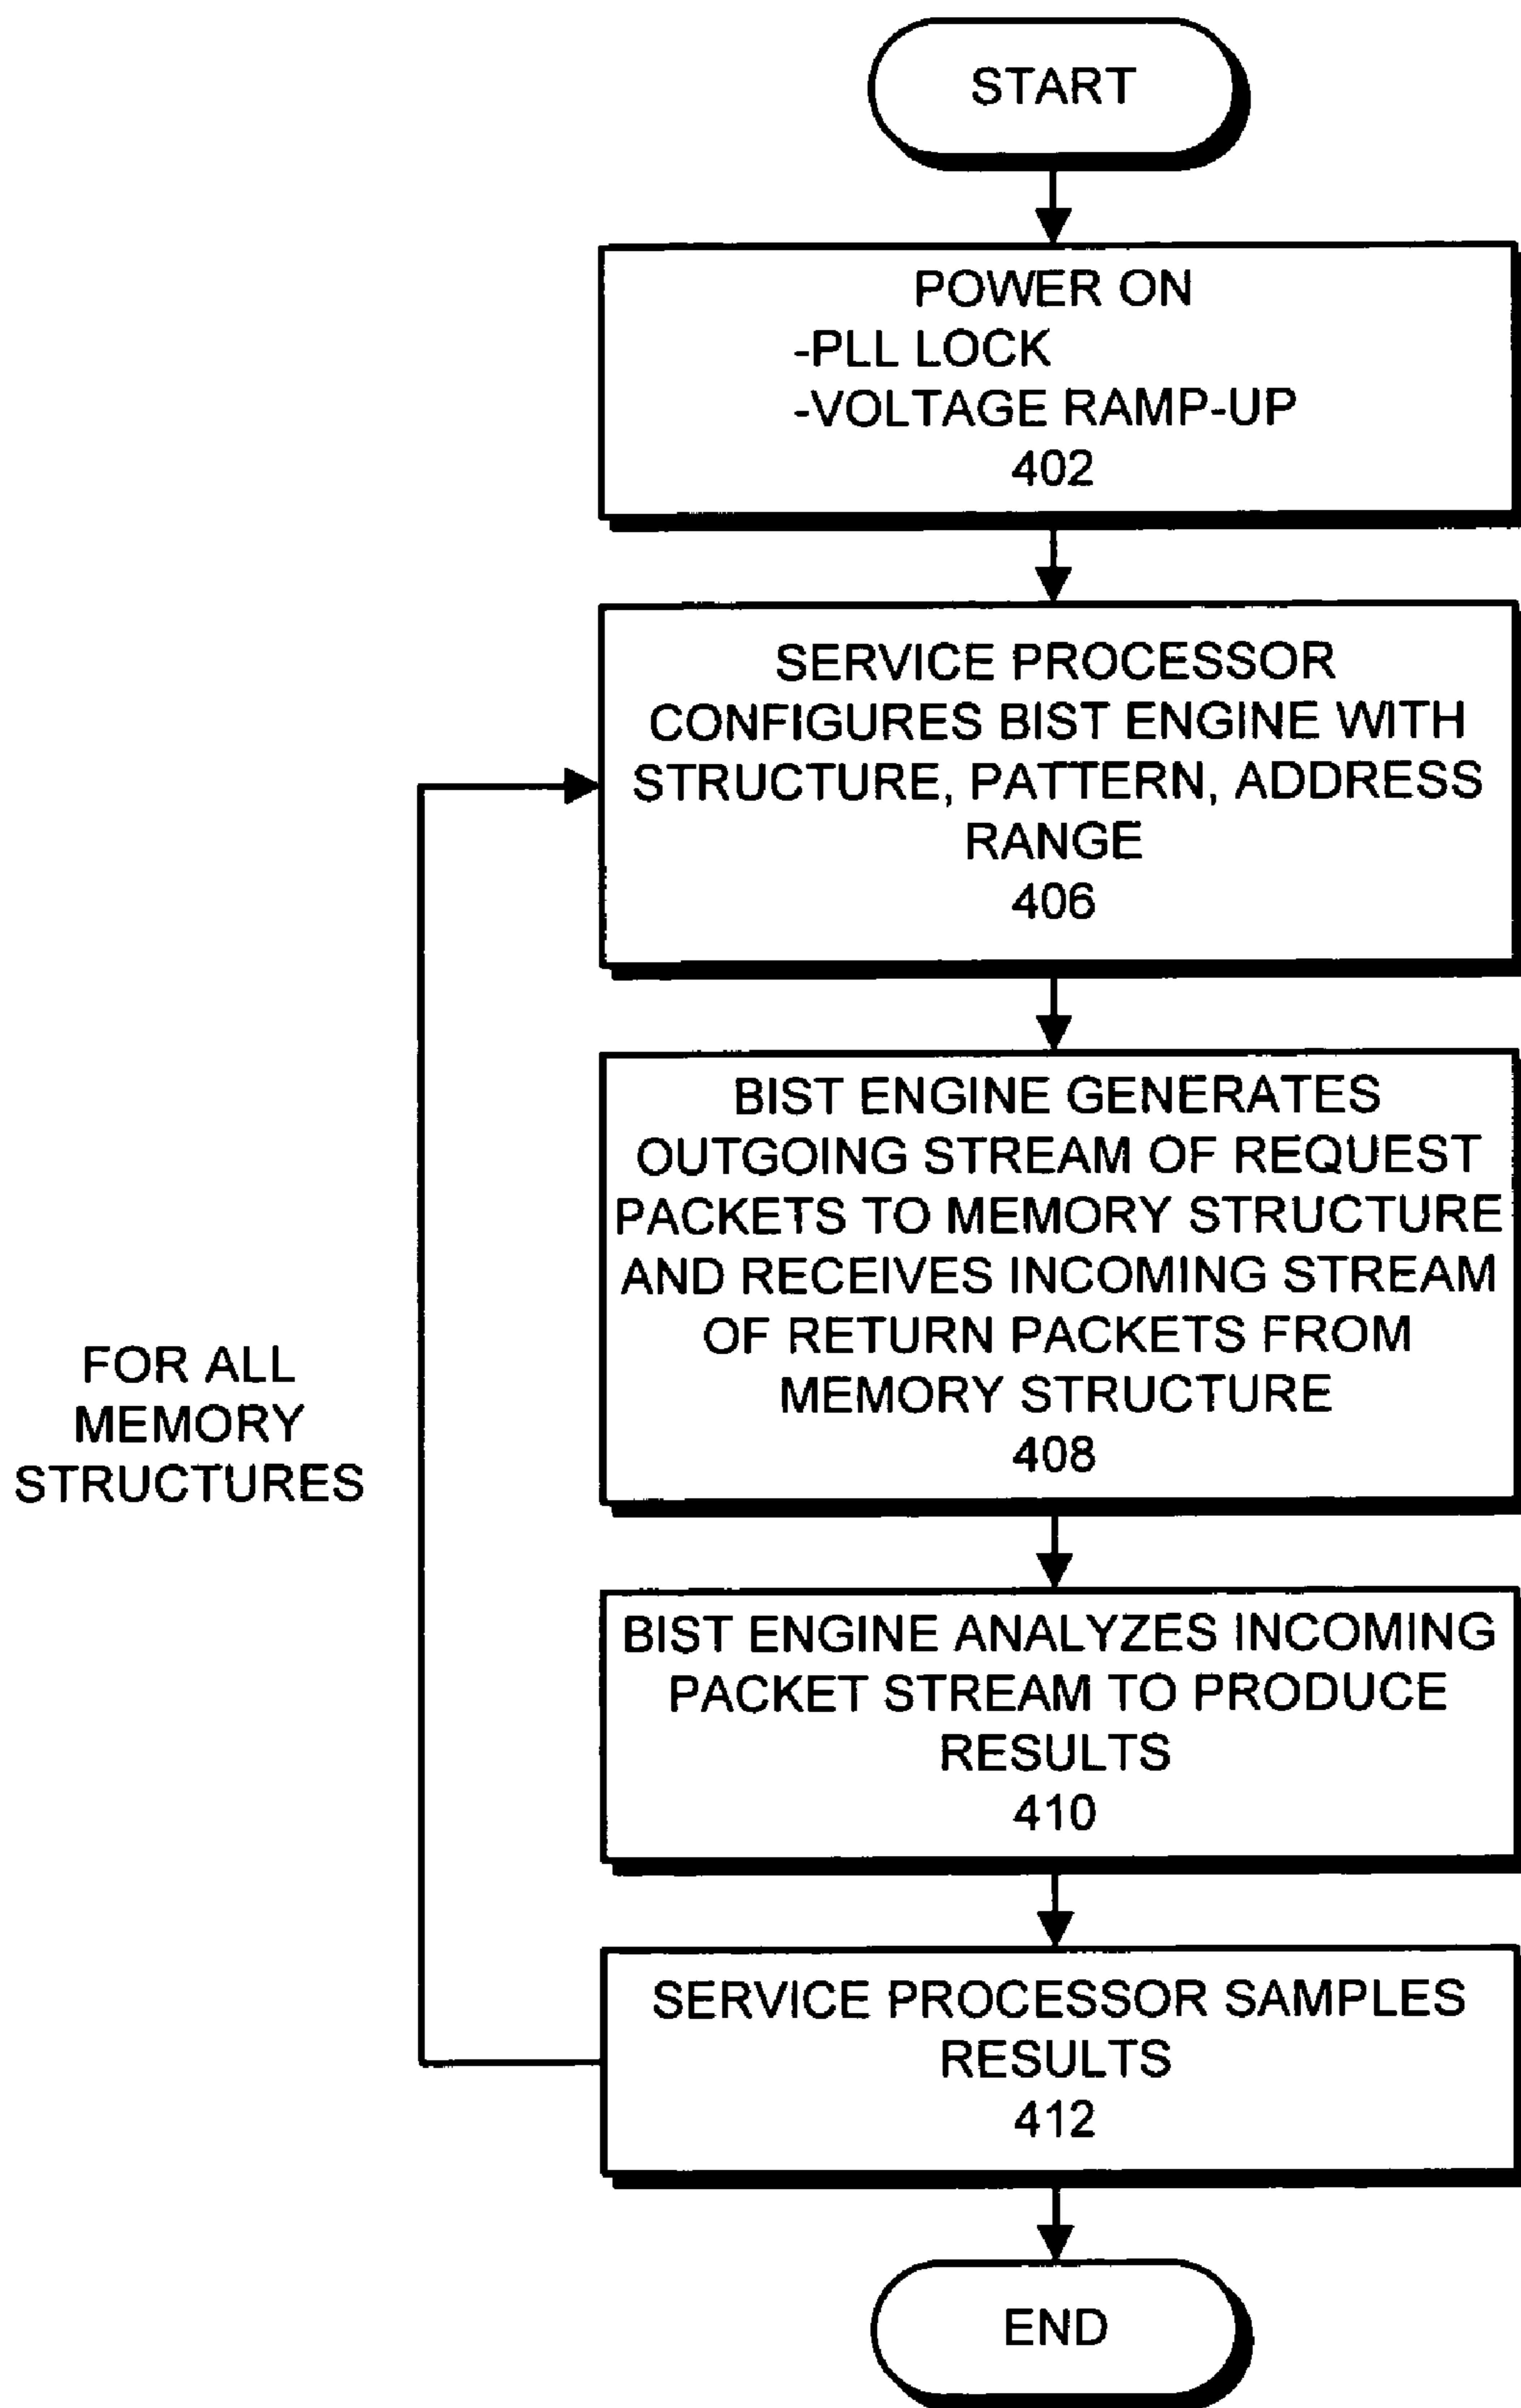 START
POWER ON
-PLL LOCK
-VOLTAGE RAMP-UP
402
SERVICE PROCESSOR
CONFIGURES BIST ENGINE WITH
STRUCTURE, PATTERN, ADDRESS
RANGE
406
BIST ENGINE GENERATES
OUTGOING STREAM OF REQUEST
PACKETS TO MEMORY STRUCTURE
AND RECEIVES INCOMING STREAM
OF RETURN PACKETS FROM
MEMORY STRUCTURE
408
FOR ALL
MEMORY
STRUCTURES
BIST ENGINE ANALYZES INCOMING
PACKET STREAM TO PRODUCE
RESULTS
410
SERVICE PROCESSOR SAMPLES
RESULTS
412
END